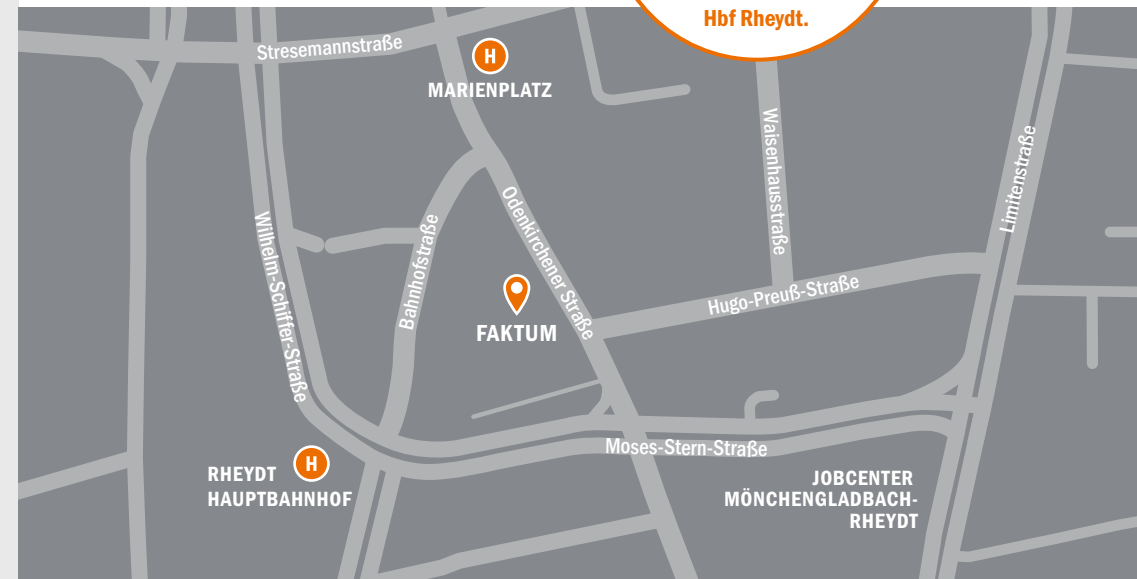 Hbf Rheydt.
Stresemannstraße
H
MARIENPLATZ
Waisenhausstraße
Limitenstraße
Odenkirchener Straße
Wilhelm-Schiffer-Straße
Bahnhofstraße
Hugo-Preuß-Straße
FAKTUM
Moses-Stern-Straße
H
RHEYDT
HAUPTBAHNHOF
JOBCENTER
MÖNCHENGLADBACH-
RHEYDT